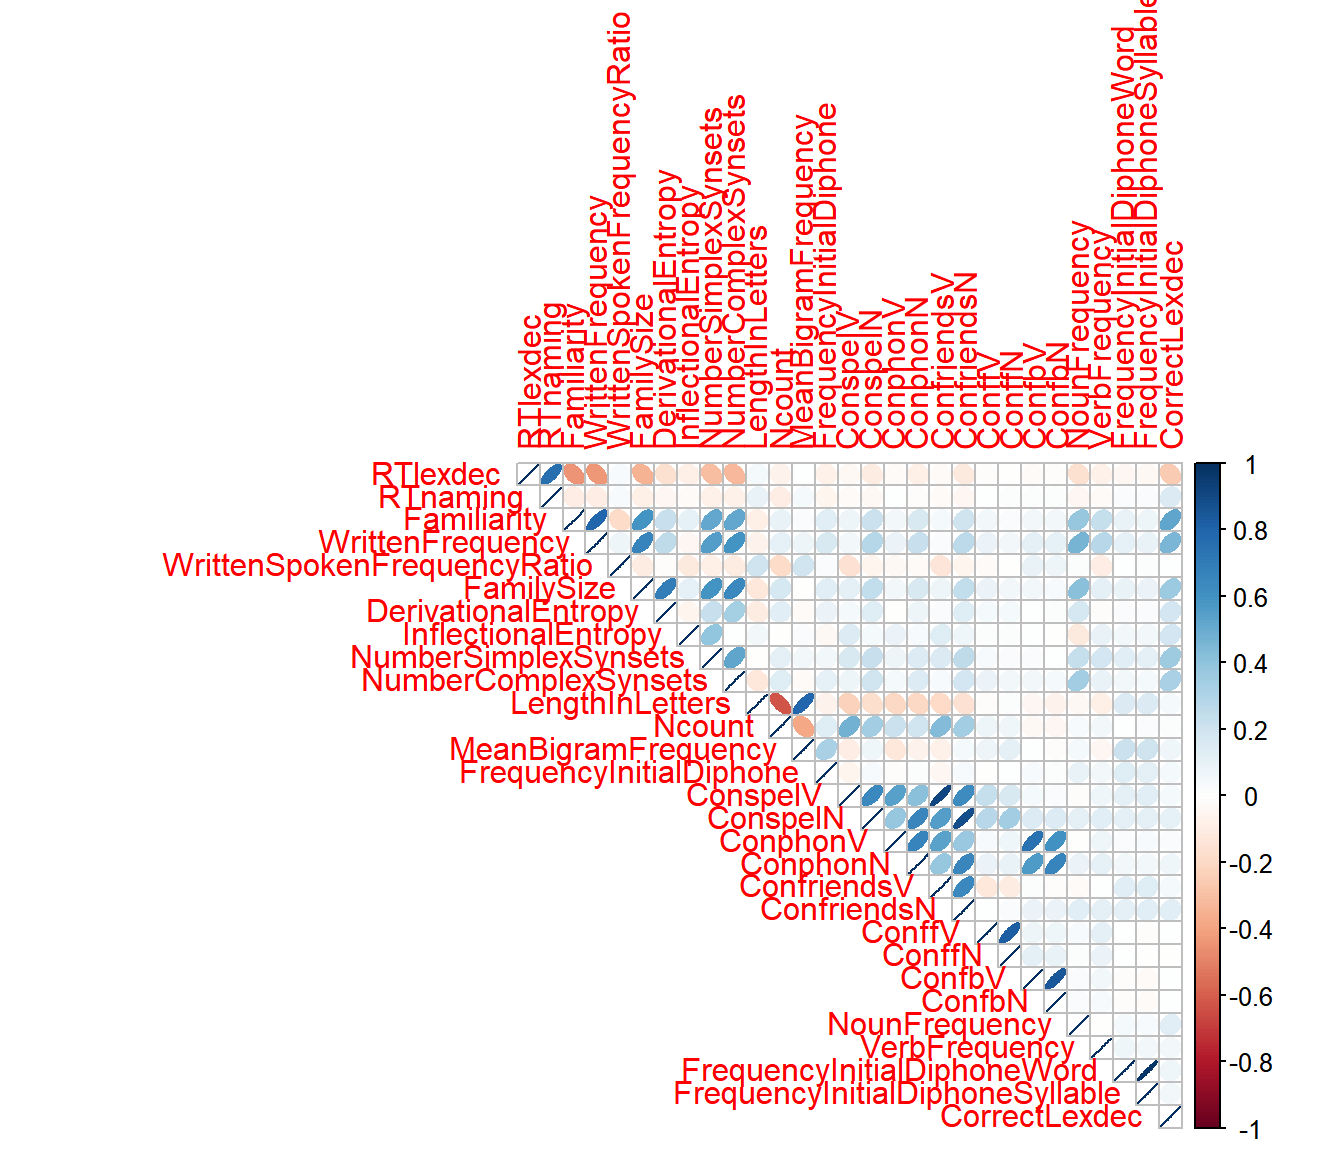 RTlexdec
RTnaming
Familiarity
WrittenFrequency
WrittenSpokenFrequencyRatio
FamilySize
DerivationalEntropy
InflectionalEntropy
NumberSimplexSynsets
NumberComplexSynsets
LengthInLetters
Ncount
MeanBigramFrequency
FrequencyInitialDiphone
ConspelV
ConspelN
ConphonV
ConphonN
ConfriendsV
ConfriendsN
ConffV
ConffN
ConfbV
ConfbN
NounFrequency
VerbFrequency
FrequencyInitialDiphoneWord
FrequencyInitialDiphoneSyllable
CorrectLexdec
RTlexdec
RTnaming
Familiarity
WrittenFrequency
WrittenSpokenFrequencyRatio
FamilySize
DerivationalEntropy
InflectionalEntropy
NumberSimplexSynsets
NumberComplexSynsets
LengthInLetters
Ncount
MeanBigramFrequency
FrequencyInitialDiphone
ConspelV
ConspelN
ConphonV
ConphonN
ConfriendsV
ConfriendsN
ConffV
ConffN
ConfbV
ConfbN
NounFrequency
VerbFrequency
FrequencyInitialDiphoneWord
FrequencyInitialDiphoneSyllable
CorrectLexdec
1
0.8
0.6
0.4
0.2
0
-0.2
-0.4
-0.6
-0.8
-1